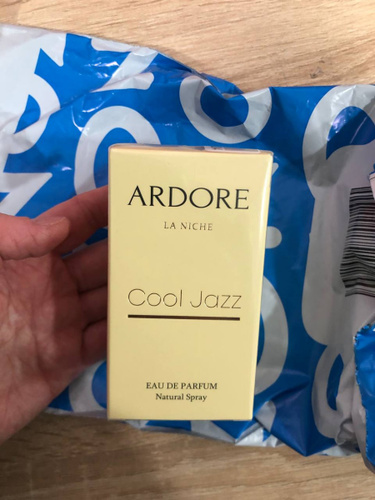 ARDORE
LA NICHE
Cool Jazz
EAU DE PARFUM
Natural Spray